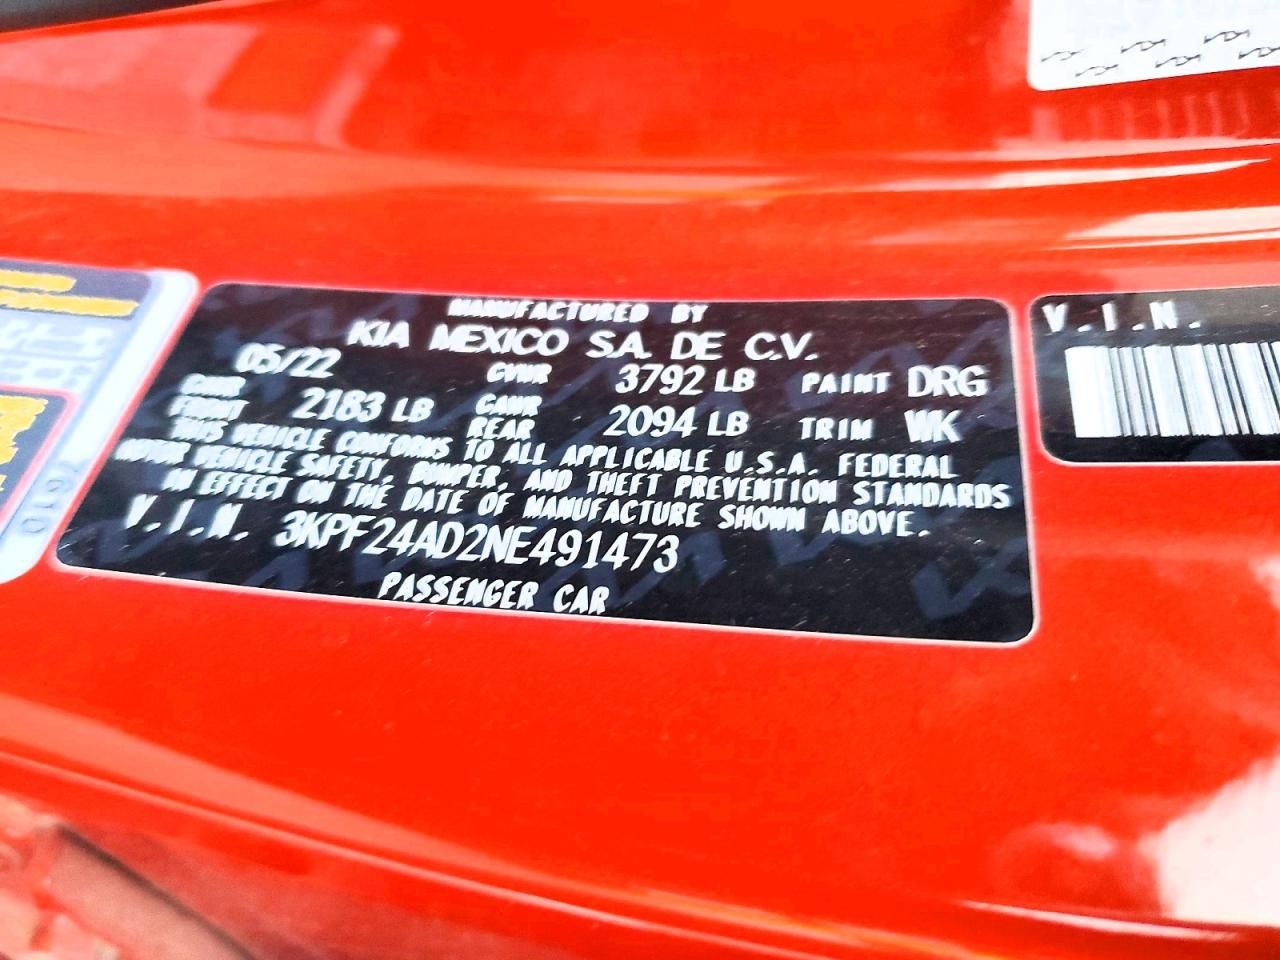 MANUFACTURED BY
KIA MEXICO S.A. DE C.V.
05/22 GVWR 3792 LB PAINT DRG
GAWR FRONT 2183 LB GAWR REAR 2094 LB TRIM WK
THIS VEHICLE CONFORMS TO ALL APPLICABLE U.S.A. FEDERAL
MOTOR VEHICLE SAFETY, BUMPER, AND THEFT PREVENTION STANDARDS
IN EFFECT ON THE DATE OF MANUFACTURE SHOWN ABOVE.
V.I.N. 3KPF24AD2NE491473
PASSENGER CAR
V.I.N.
7610